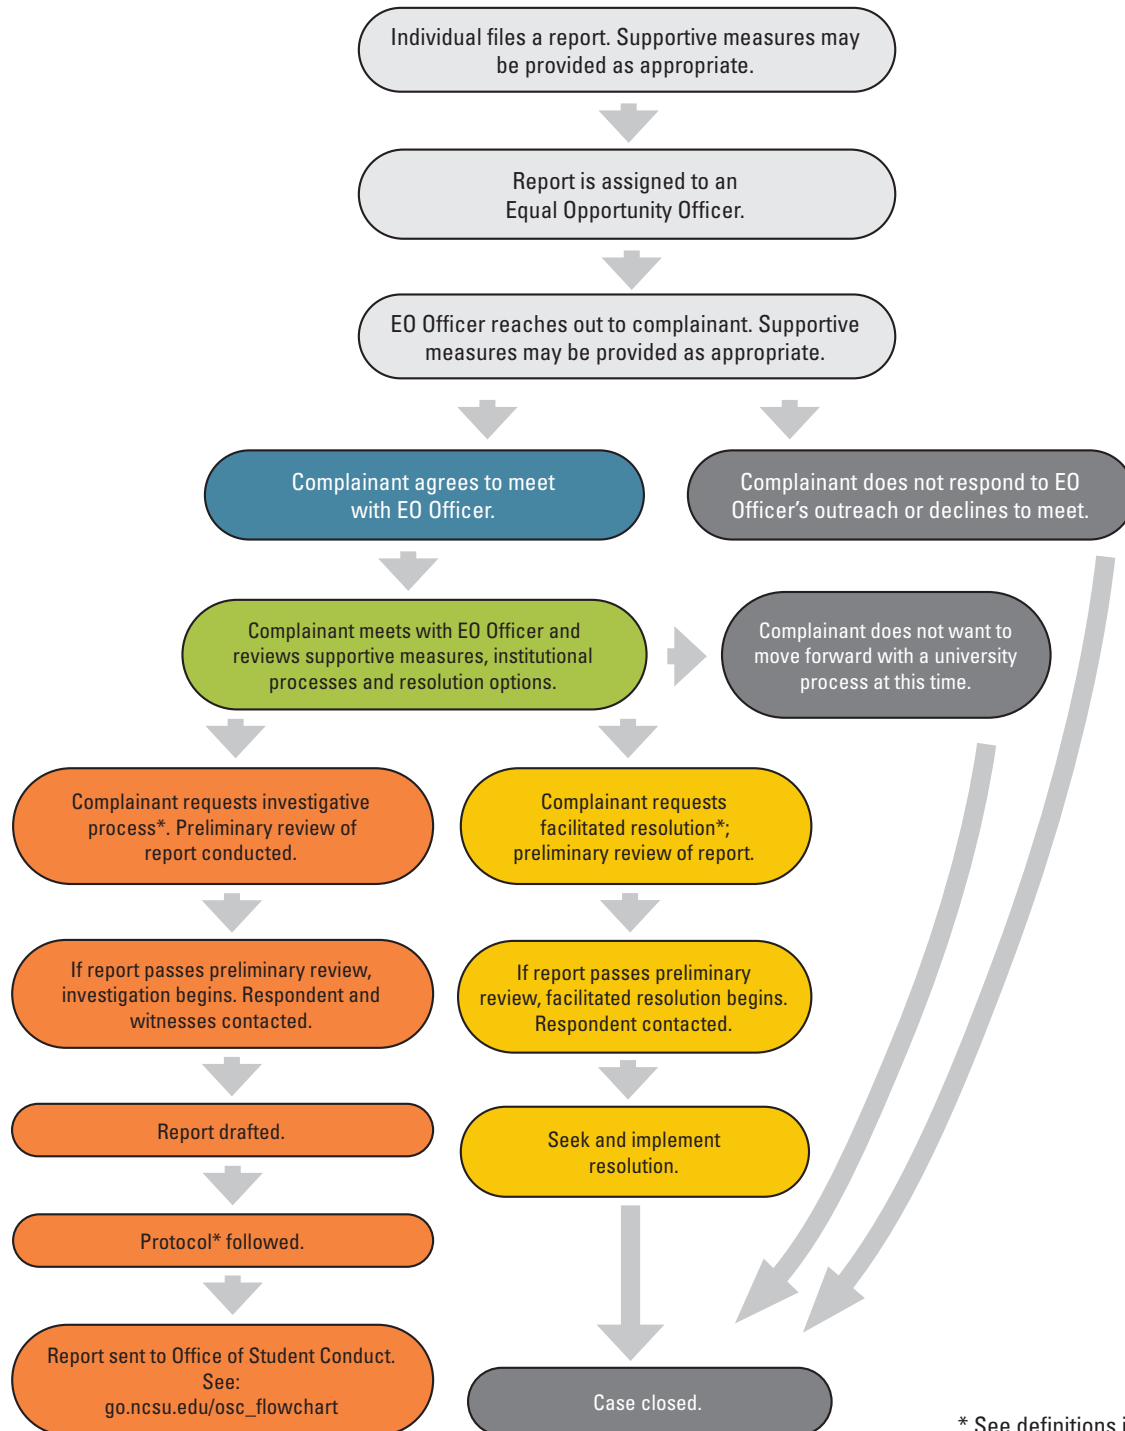 Individual files a report. Supportive measures may
be provided as appropriate.
Report is assigned to an
Equal Opportunity Officer.
EO Officer reaches out to complainant. Supportive
measures may be provided as appropriate.
Complainant agrees to meet
with EO Officer.
Complainant does not respond to EO
Officer's outreach or declines to meet.
Complainant meets with EO Officer and
reviews supportive measures, institutional
processes and resolution options.
Complainant does not want to
move forward with a university
process at this time.
Complainant requests investigative
process*. Preliminary review of
report conducted.
Complainant requests
facilitated resolution*;
preliminary review of report.
If report passes preliminary review,
investigation begins. Respondent and
witnesses contacted.
If report passes preliminary
review, facilitated resolution begins.
Respondent contacted.
Report drafted.
Seek and implement
resolution.
Protocol* followed.
Report sent to Office of Student Conduct.
See:
go.ncsu.edu/osc_flowchart
Case closed.
* See definitions